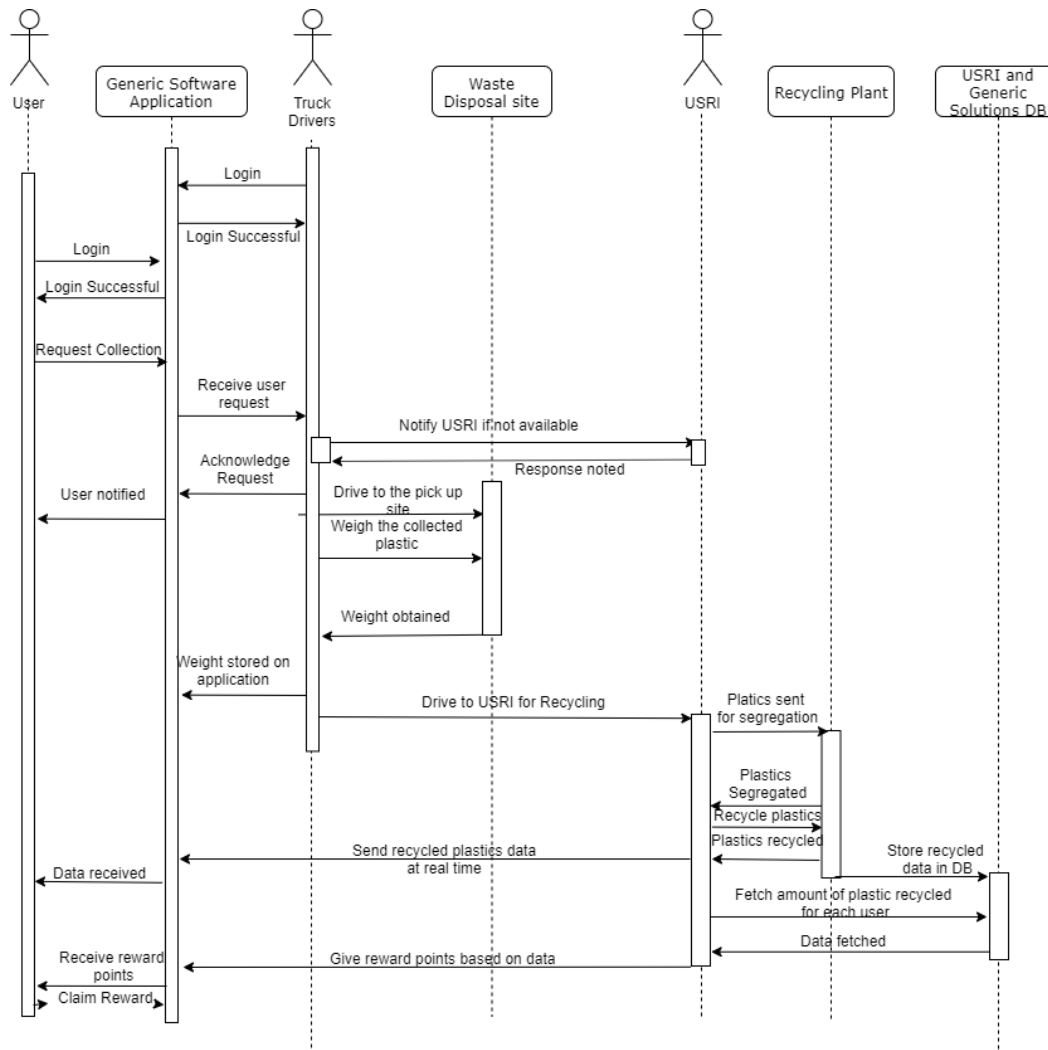 User
Generic Software
Application
Truck
Drivers
Waste
Disposal site
USRI
Recycling Plant
USRI and
Generic
Solutions DB
Login
Login Successful
Login
Login Successful
Request Collection
Receive user
request
Notify USRI if not available
Response noted
Acknowledge
Request
User notified
Drive to the pick up
site
Weigh the collected
plastic
Weight obtained
Weight stored on
application
Drive to USRI for Recycling
Platics sent
for segregation
Plastics
Segregated
Recycle plastics
Plastics recycled
Send recycled plastics data
at real time
Store recycled
data in DB
Data received
Fetch amount of plastic recycled
for each user
Data fetched
Give reward points based on data
Receive reward
points
Claim Reward